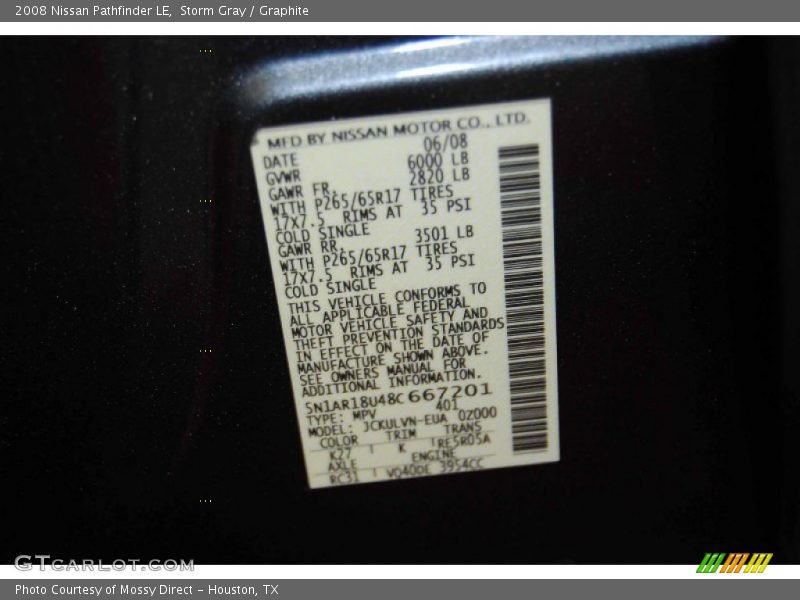 2008 Nissan Pathfinder LE, Storm Gray / Graphite
MFD BY NISSAN MOTOR CO., LTD.
DATE 06/08
GVWR 6000 LB
GAWR FR. 2820 LB
WITH P265/65R17 TIRES
17X7.5 RIMS AT 35 PSI
COLD SINGLE
GAWR RR. 3501 LB
WITH P265/65R17 TIRES
17X7.5 RIMS AT 35 PSI
COLD SINGLE
THIS VEHICLE CONFORMS TO
ALL APPLICABLE FEDERAL
MOTOR VEHICLE SAFETY AND
THEFT PREVENTION STANDARDS
IN EFFECT ON THE DATE OF
MANUFACTURE SHOWN ABOVE.
SEE OWNERS MANUAL FOR
ADDITIONAL INFORMATION.
5N1AR18U48C667201
TYPE: MPV 401
MODEL: JCKULVN-EUA 0Z000
COLOR TRIM TRANS
K27 K RE5R05A
AXLE ENGINE
RC31 VQ40DE 3954CC
GTCARLOT.COM
Photo Courtesy of Mossy Direct - Houston, TX